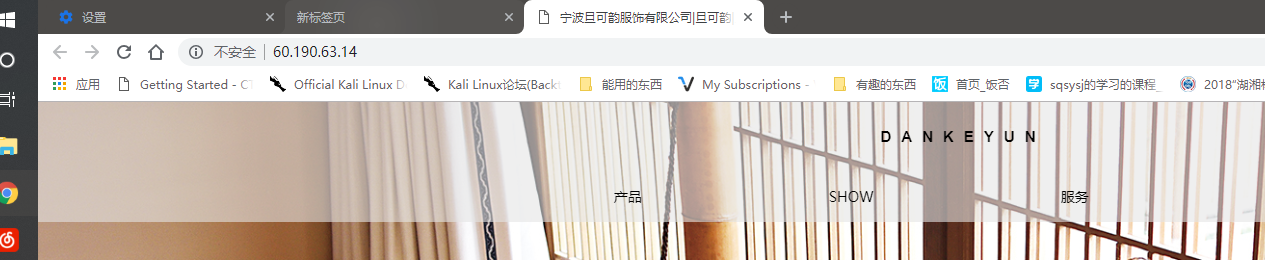 设置 新标签页 宁波旦可韵服饰有限公司|旦可韵
不安全 60.190.63.14
应用 Getting Started - CT Official Kali Linux D Kali Linux论坛(Back 能用的东西 My Subscriptions - 有趣的东西 首页_饭否 sqsysj的学习的课程_ 2018“湖湘杯
DANKEYUN
产品 SHOW 服务